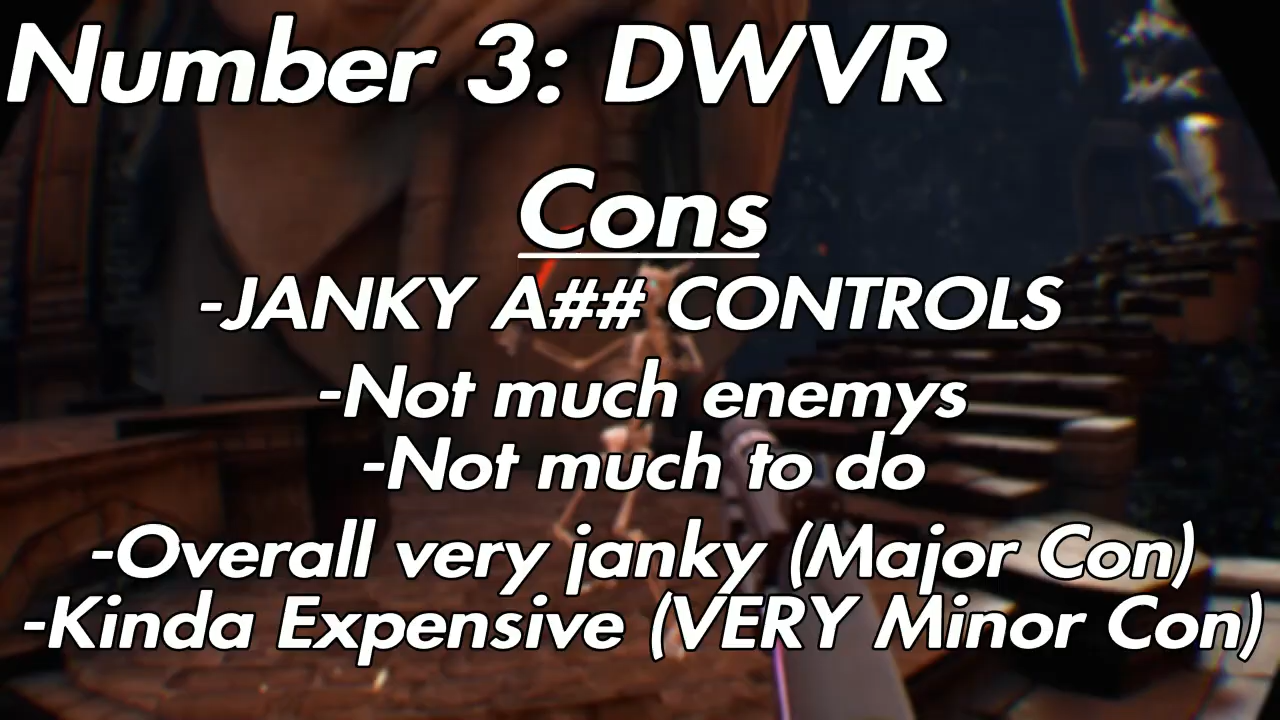 Number 3: DWVR
Cons
-JANKY A## CONTROLS
-Not much enemys
-Not much to do
-Overall very janky (Major Con)
-Kinda Expensive (VERY Minor Con)